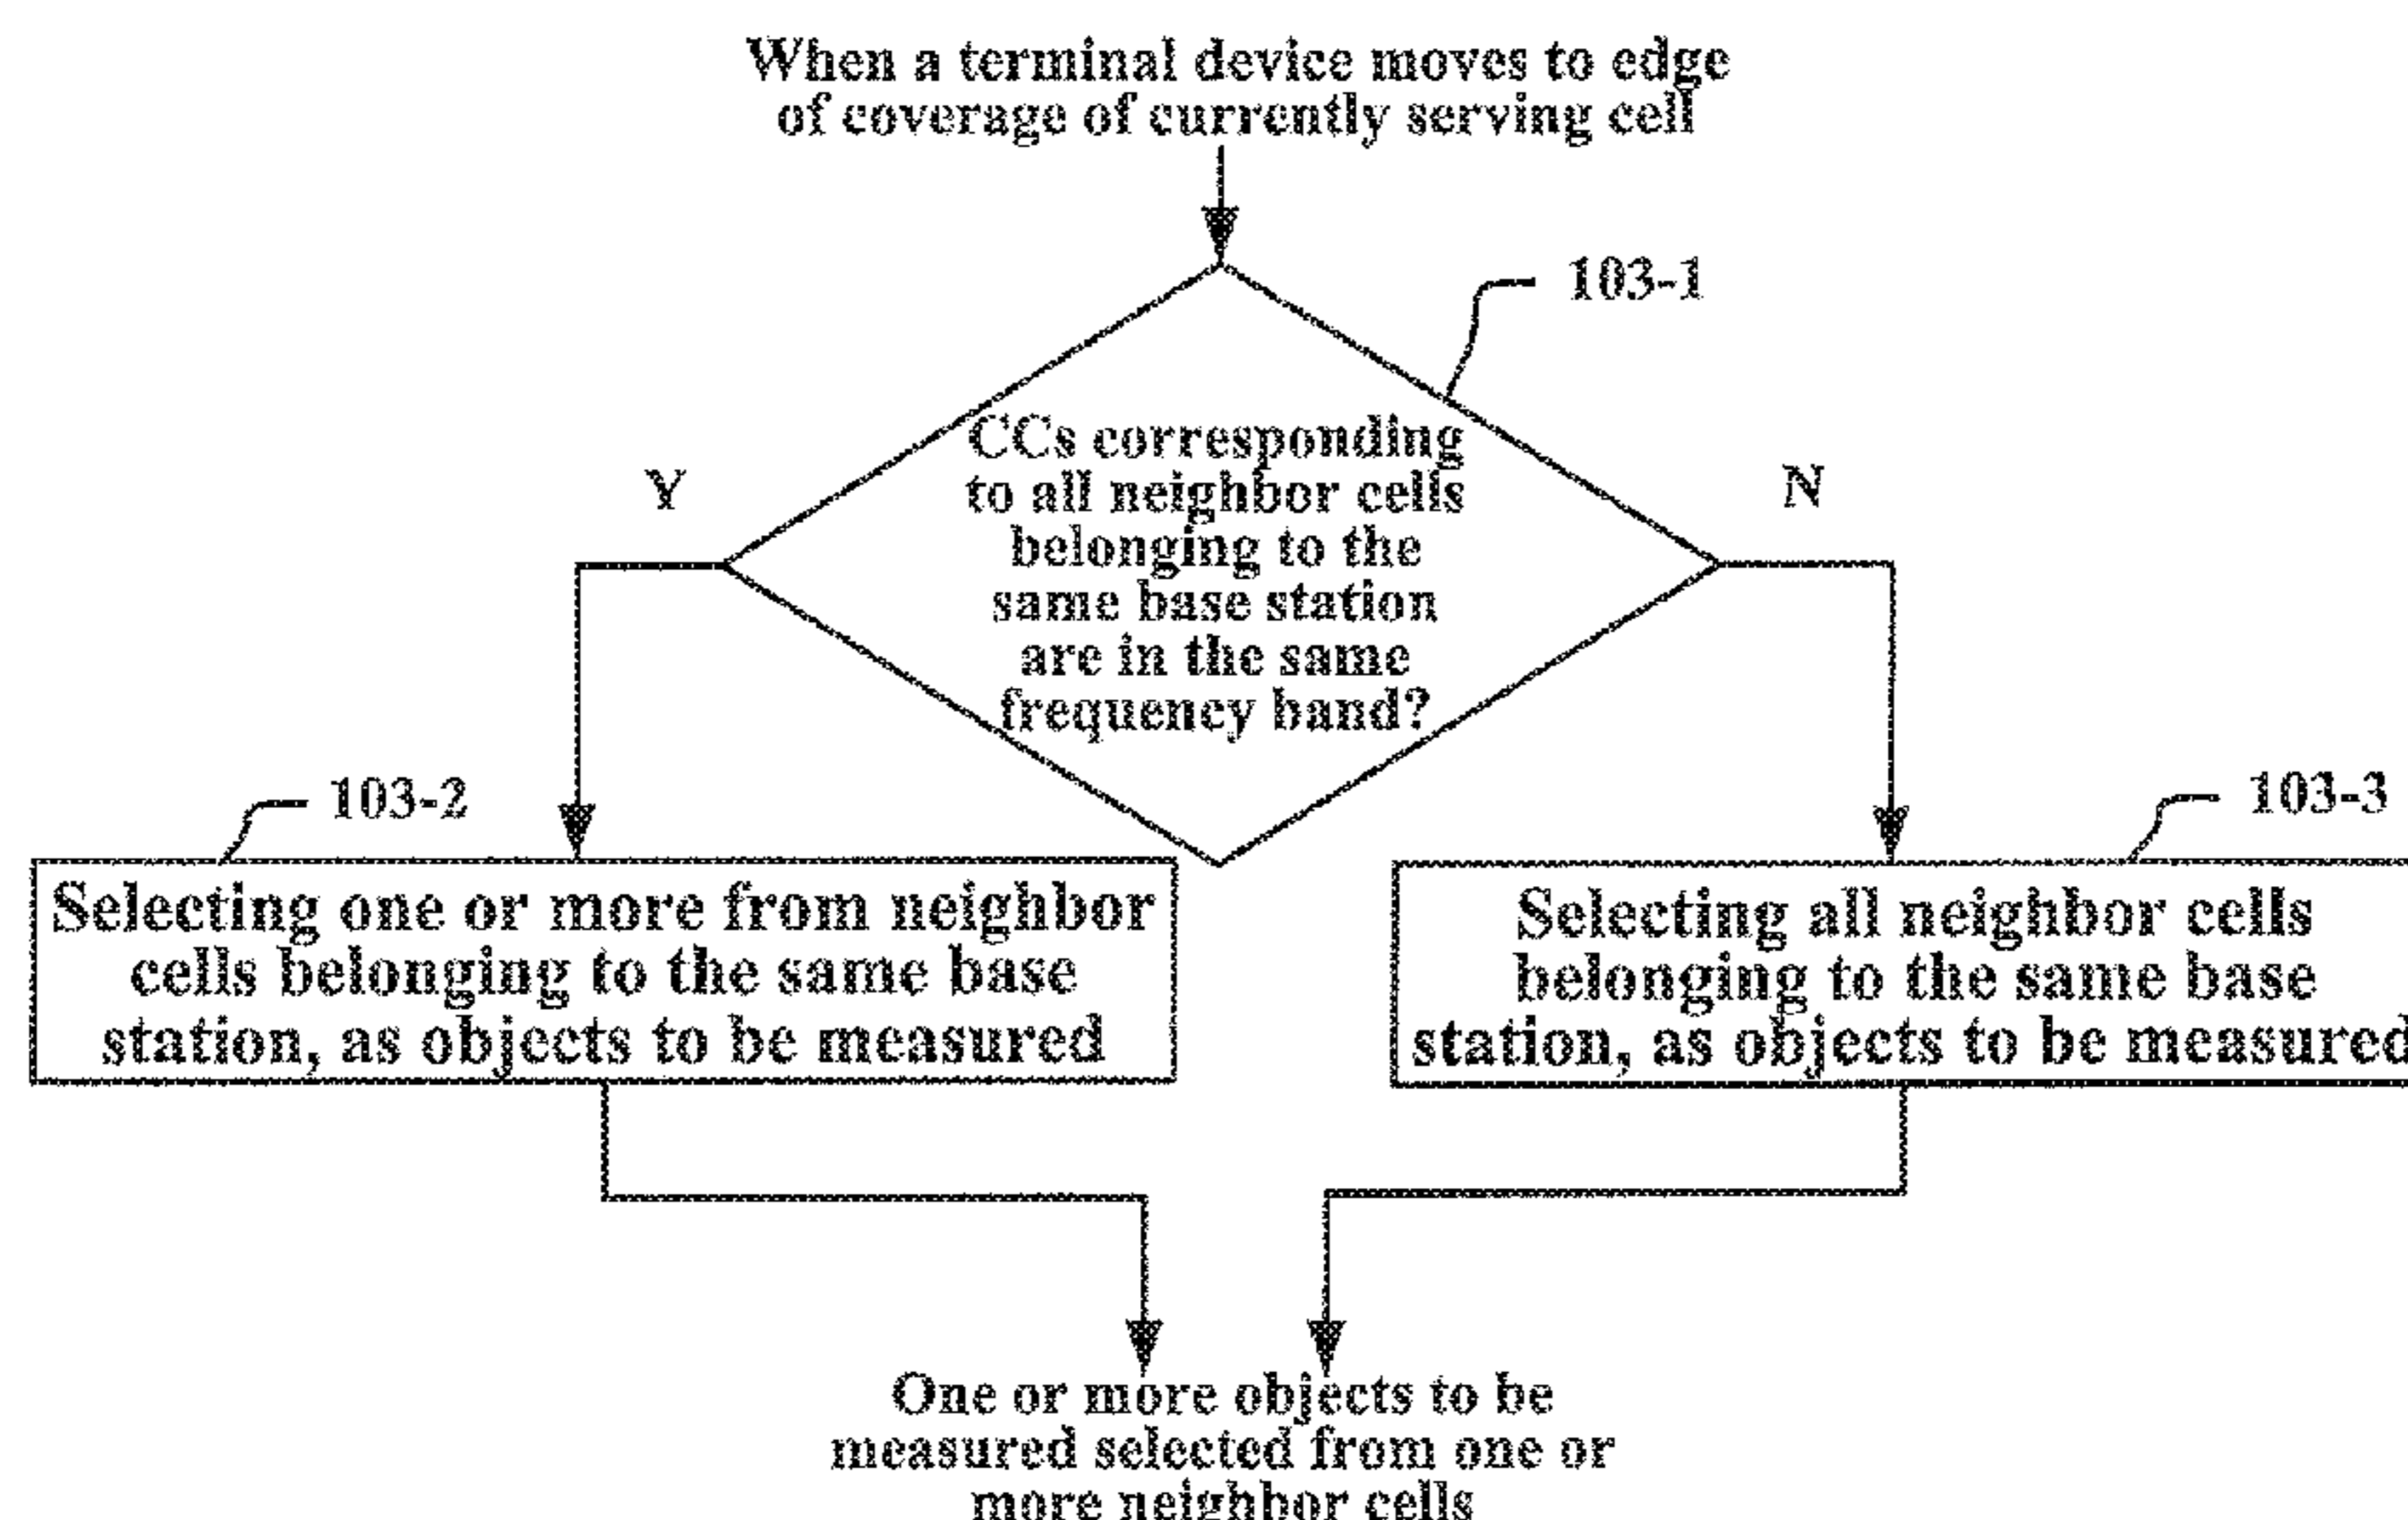 When a terminal device moves to edge
of coverage of currently serving cell
103-1
CCs corresponding
to all neighbor cells
belonging to the
same base station
are in the same
frequency band?
Y
N
103-2
103-3
Selecting one or more from neighbor
cells belonging to the same base
station, as objects to be measured
Selecting all neighbor cells
belonging to the same base
station, as objects to be measured
One or more objects to be
measured selected from one or
more neighbor cells